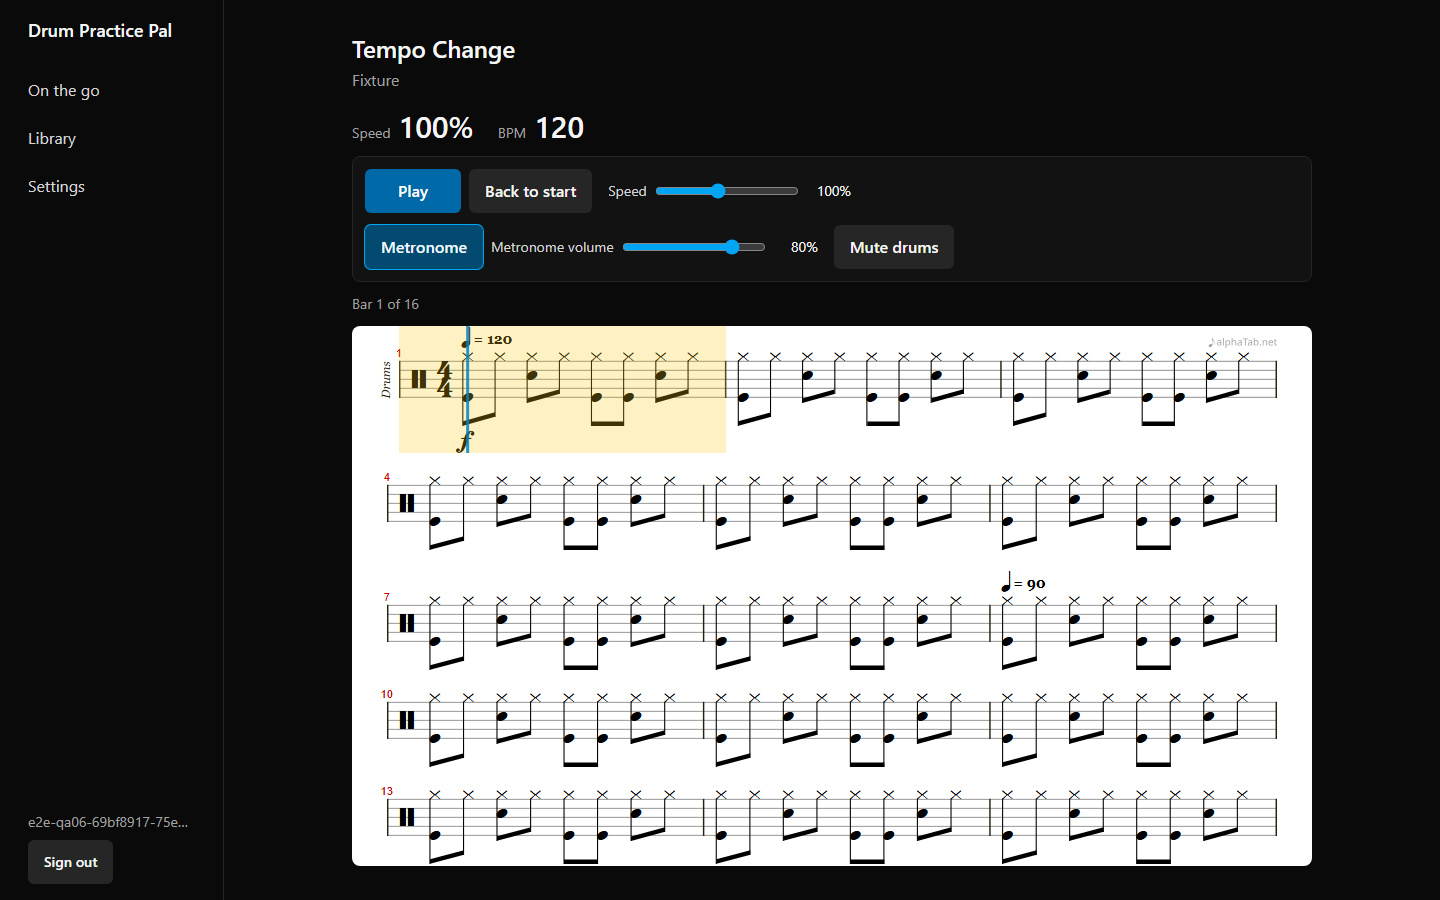 Drum Practice Pal
On the go
Library
Settings
e2e-qa06-69bf8917-75e...
Sign out
Tempo Change
Fixture
Speed 100% BPM 120
Play Back to start Speed 100%
Metronome Metronome volume 80% Mute drums
Bar 1 of 16
= 120
alphaTab.net
1
Drums
4
4
f
4
7
= 90
10
13